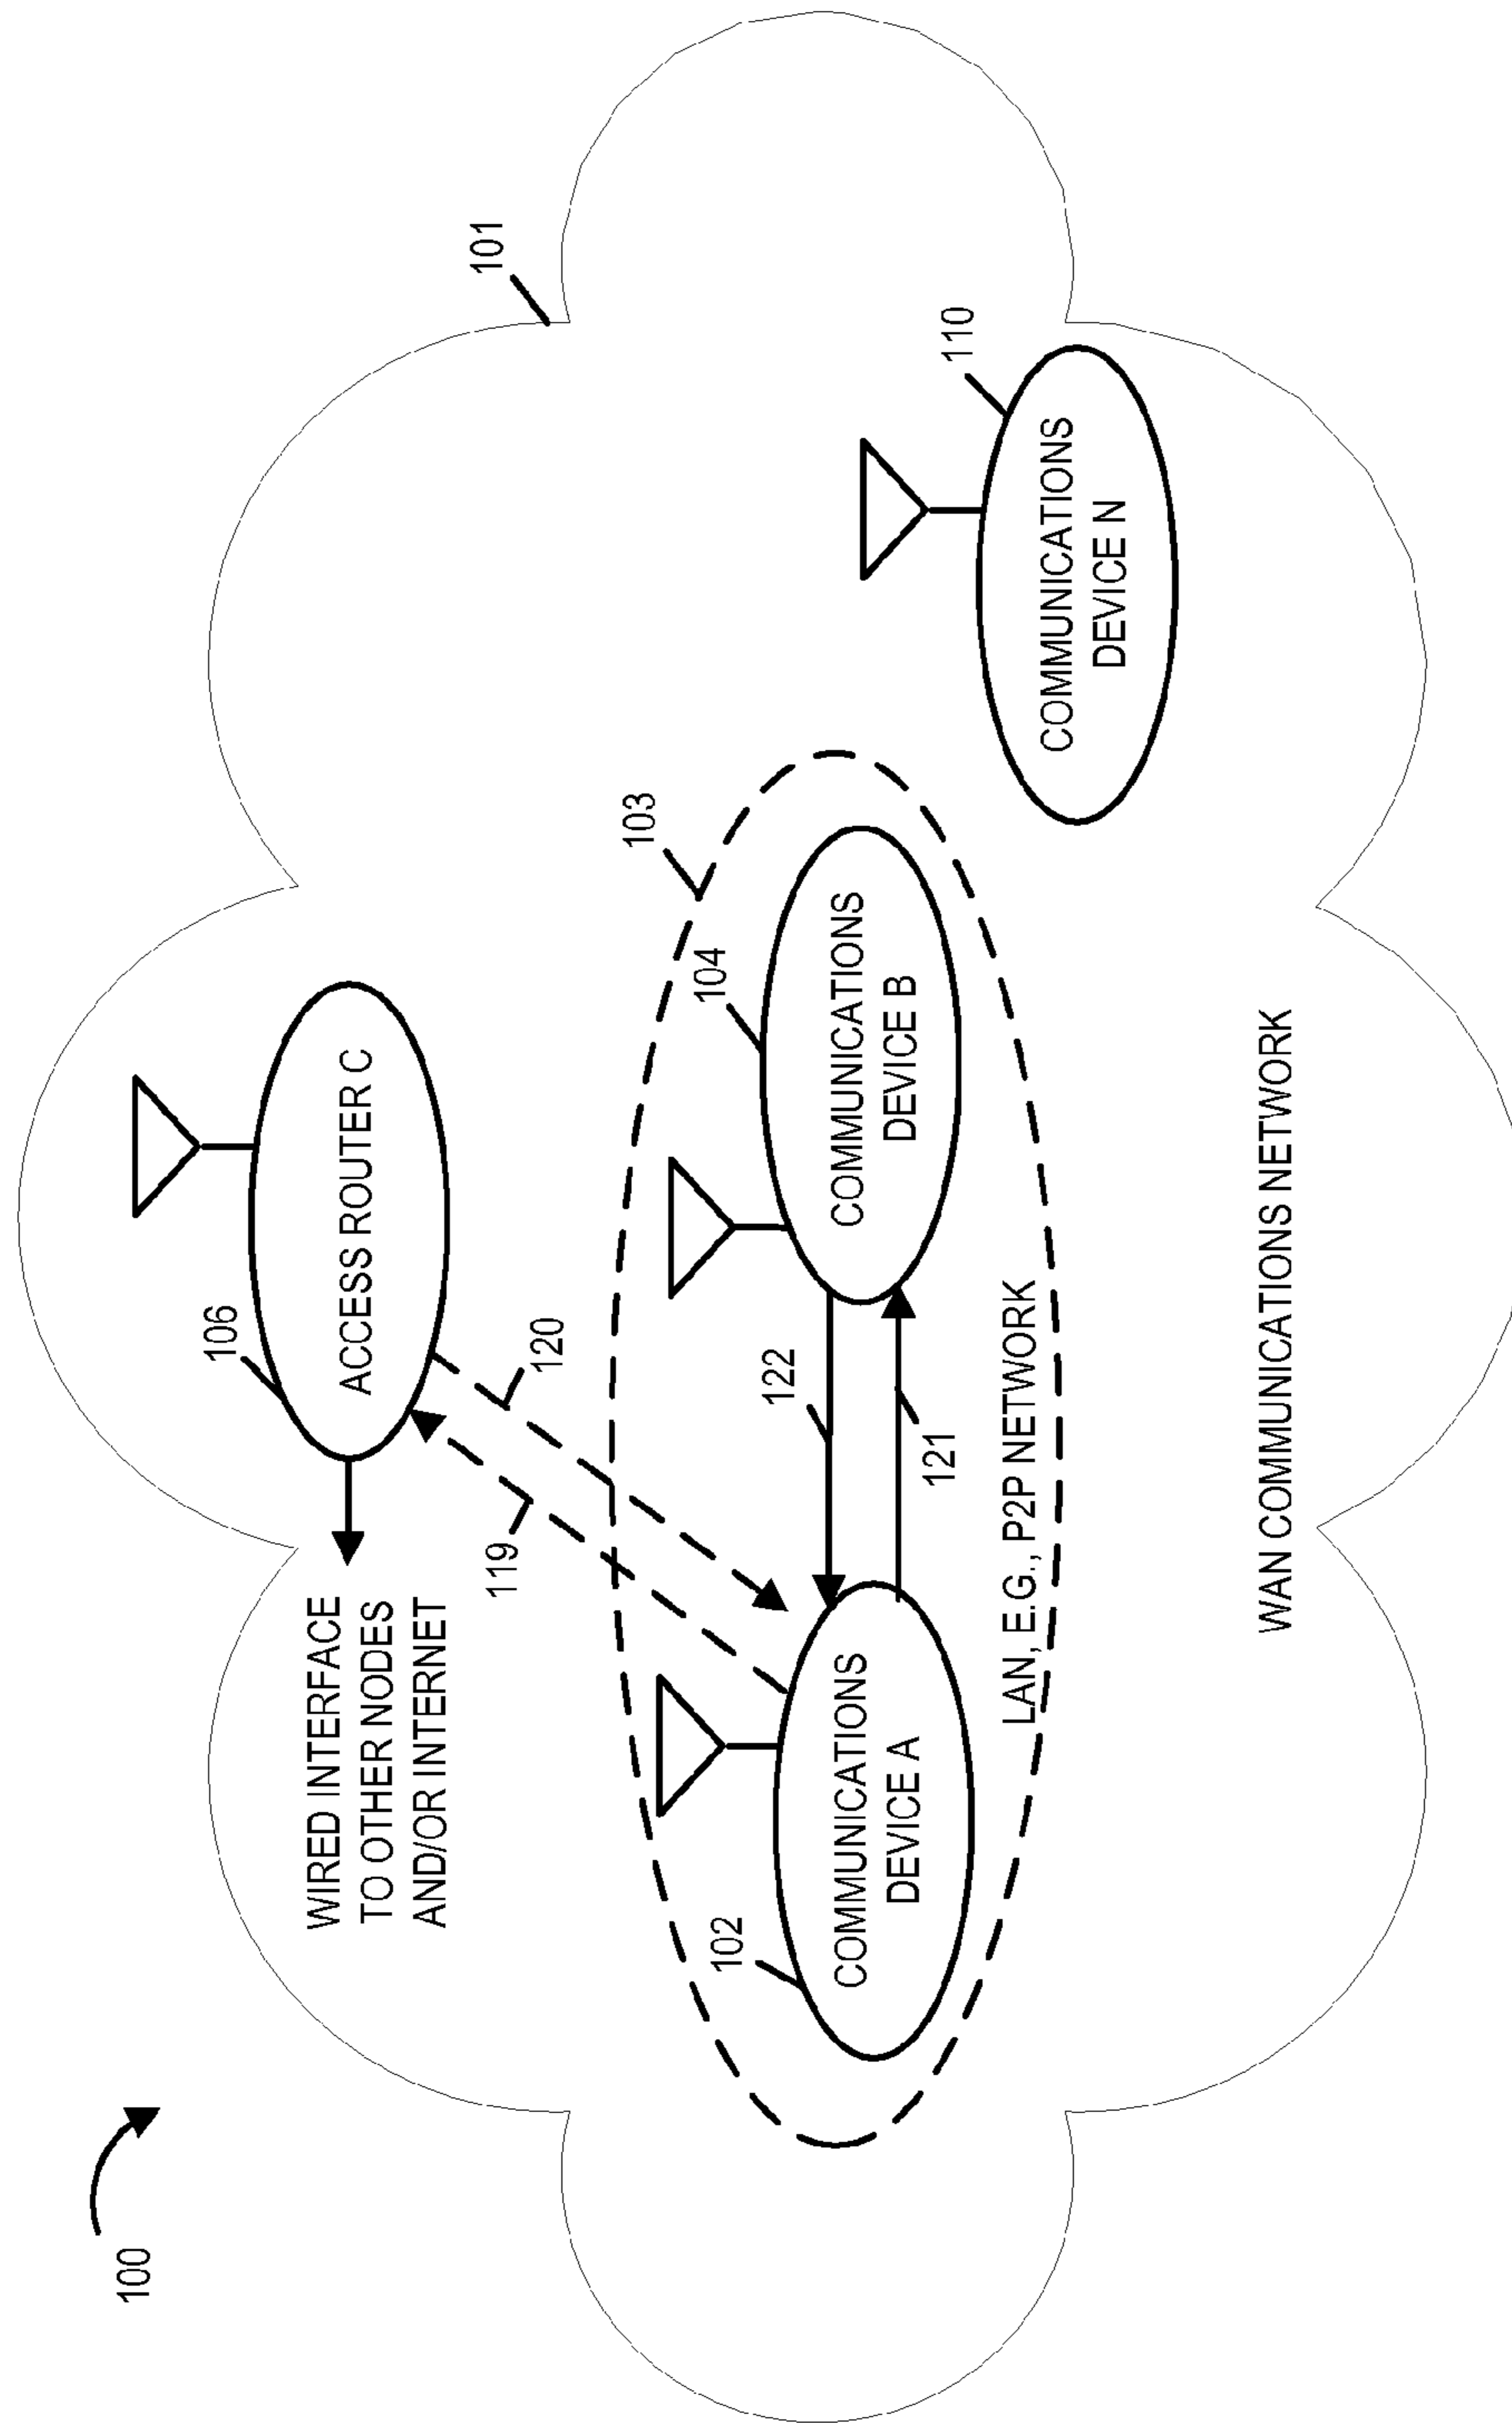 100
101
106
ACCESS ROUTER C
WIRED INTERFACE
TO OTHER NODES
AND/OR INTERNET
119
120
103
102
COMMUNICATIONS
DEVICE A
122
121
104
COMMUNICATIONS
DEVICE B
LAN, E.G., P2P NETWORK
110
COMMUNICATIONS
DEVICE N
WAN COMMUNICATIONS NETWORK